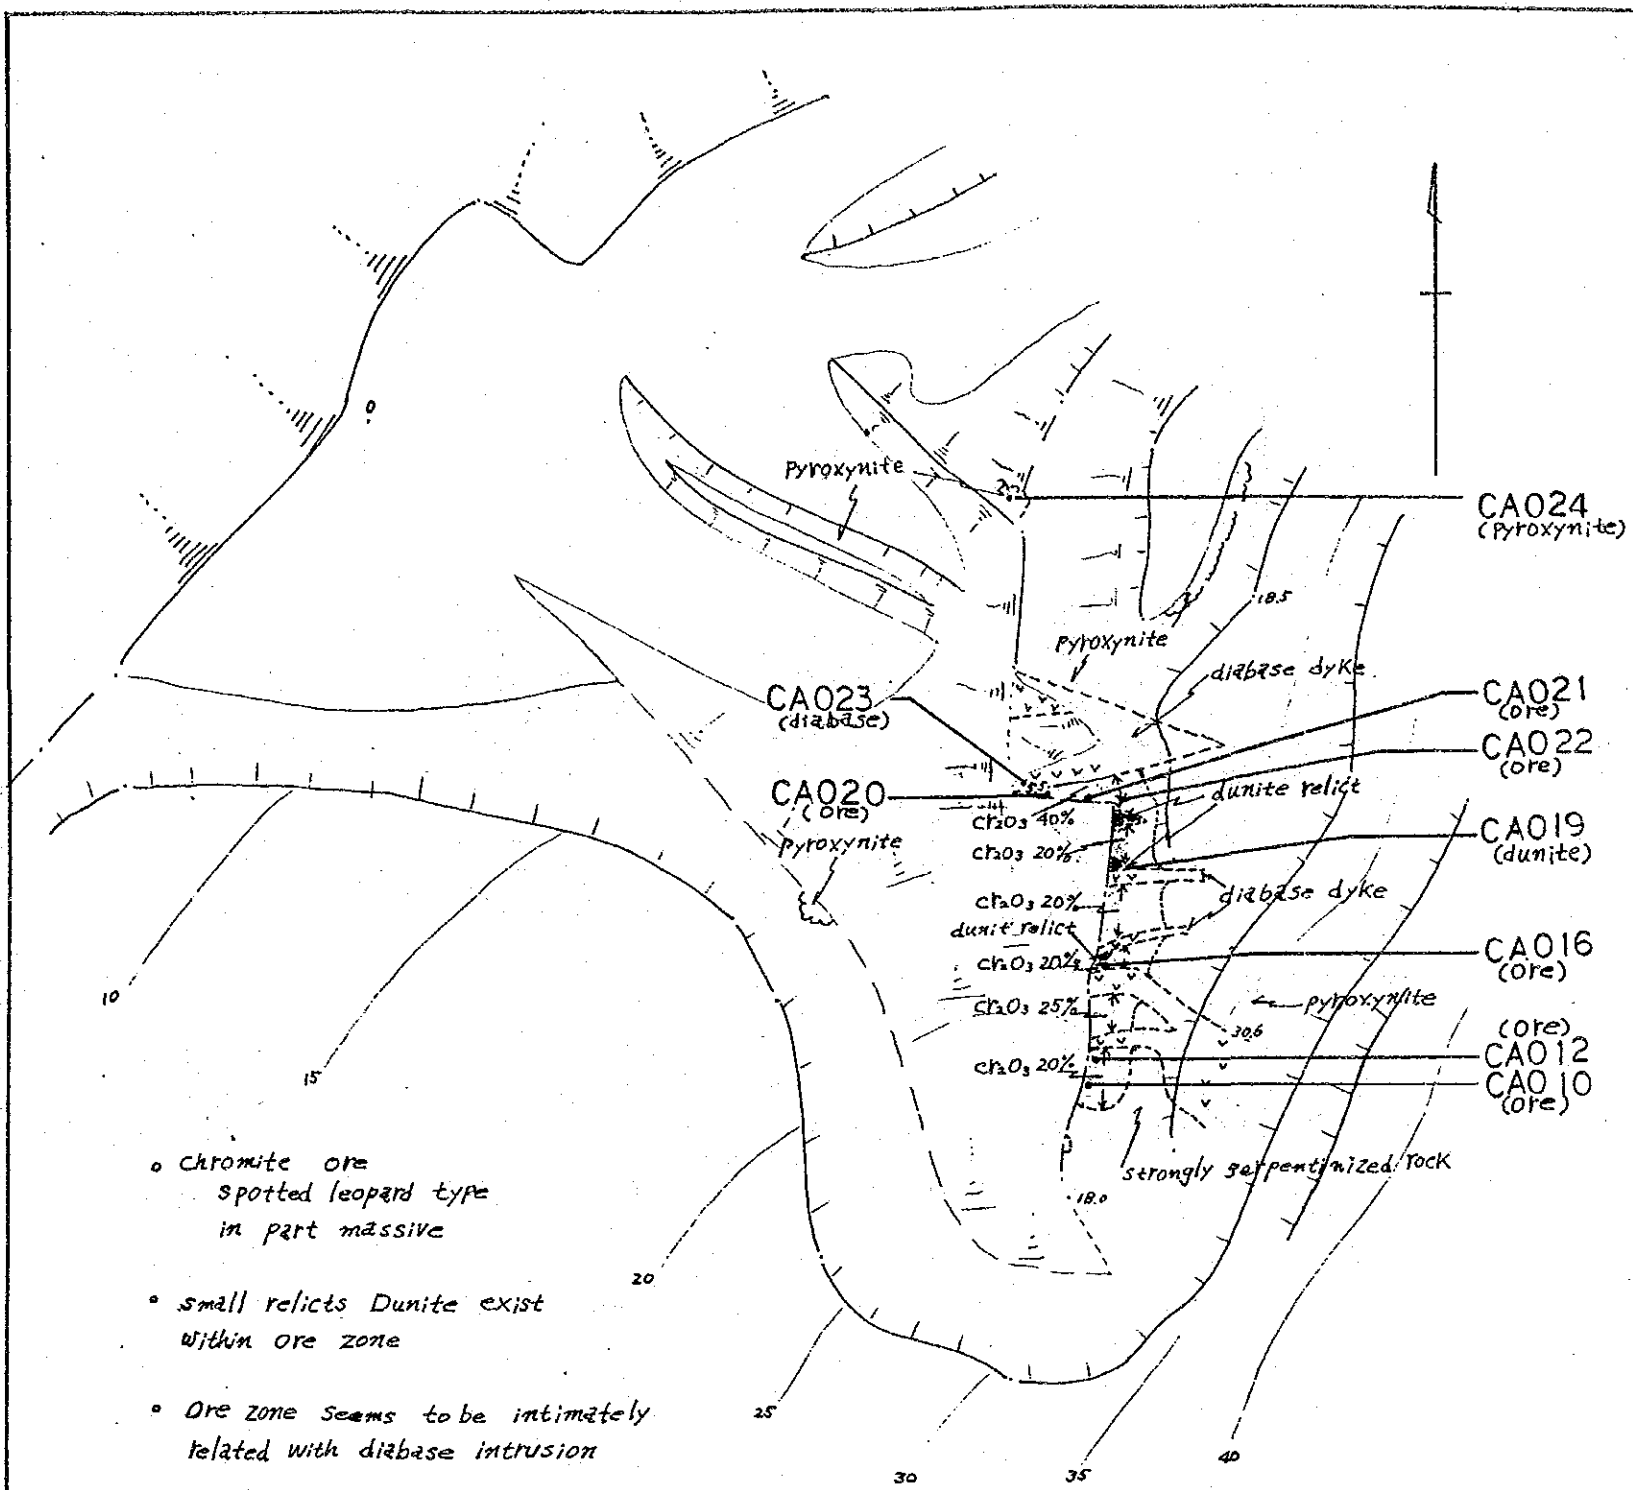 0
Pyroxynite
CA024
(Pyroxynite)
18.5
Pyroxynite
diabase dyke
CA023
(diabase)
CA021
(ore)
CA022
(ore)
CA020
(ore)
dunite relict
Cr₂O₃ 40%
Pyroxynite
Cr₂O₃ 20%
CA019
(dunite)
Cr₂O₃ 20%
diabase dyke
dunit relict
Cr₂O₃ 20%
CA016
(ore)
Cr₂O₃ 25%
pyroxynite
30.6
(ore)
CA012
Cr₂O₃ 20%
CA010
(ore)
strongly serpentinized rock
18.0
10
15
20
25
30
35
40
chromite ore
spotted leopard type
in part massive
small relicts Dunite exist
within ore zone
Ore zone seems to be intimately
related with diabase intrusion